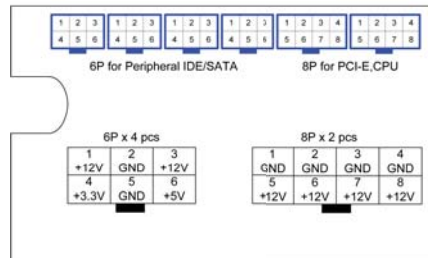 1 2 3 1 2 3 1 2 3 1 2 3 1 2 3 4 1 2 3 4
4 5 6 4 5 6 4 5 6 4 5 6 5 6 7 8 5 6 7 8
6P for Peripheral IDE/SATA 8P for PCI-E,CPU
6P x 4 pcs 8P x 2 pcs
1 2 3 1 2 3 4
+12V GND +12V GND GND GND GND
4 5 6 5 6 7 8
+3.3V GND +5V +12V +12V +12V +12V